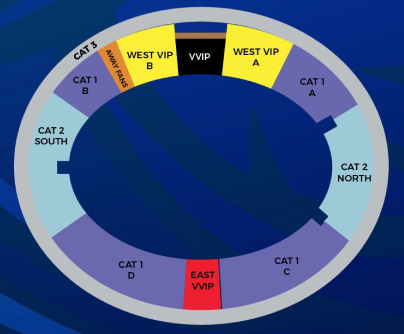 CAT 3
AWAY FANS
WEST VIP
B
VVIP
WEST VIP
A
CAT 1
B
CAT 1
A
CAT 2
SOUTH
CAT 2
NORTH
CAT 1
D
EAST
VVIP
CAT 1
C